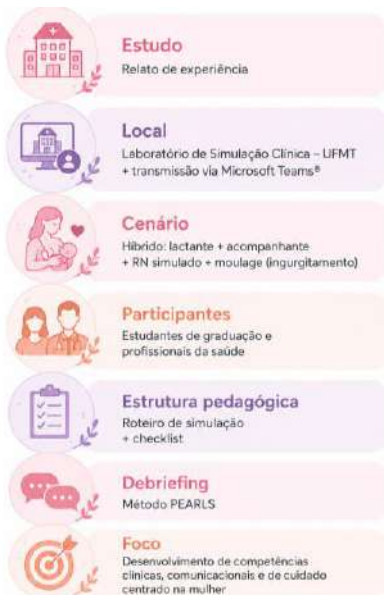 Estudo
Relato de experiência
Local
Laboratório de Simulação Clínica – UFMT
+ transmissão via Microsoft Teams®
Cenário
Híbrido: lactante + acompanhante
+ RN simulado + moulage (ingurgitamento)
Participantes
Estudantes de graduação e
profissionais da saúde
Estrutura pedagógica
Roteiro de simulação
+ checklist
Debriefing
Método PEARLS
Foco
Desenvolvimento de competências
clínicas, comunicacionais e de cuidado
centrado na mulher